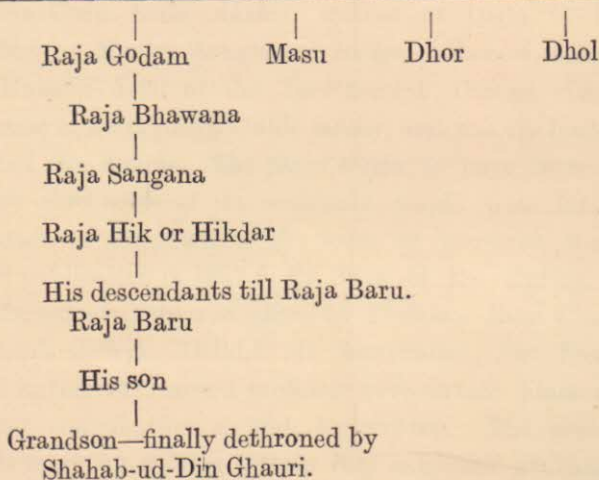 Raja Godam Masu Dhor Dhol
Raja Bhawana
Raja Sangana
Raja Hik or Hikdar
His descendants till Raja Baru.
Raja Baru
His son
Grandson—finally dethroned by
Shahab-ud-Din Ghauri.